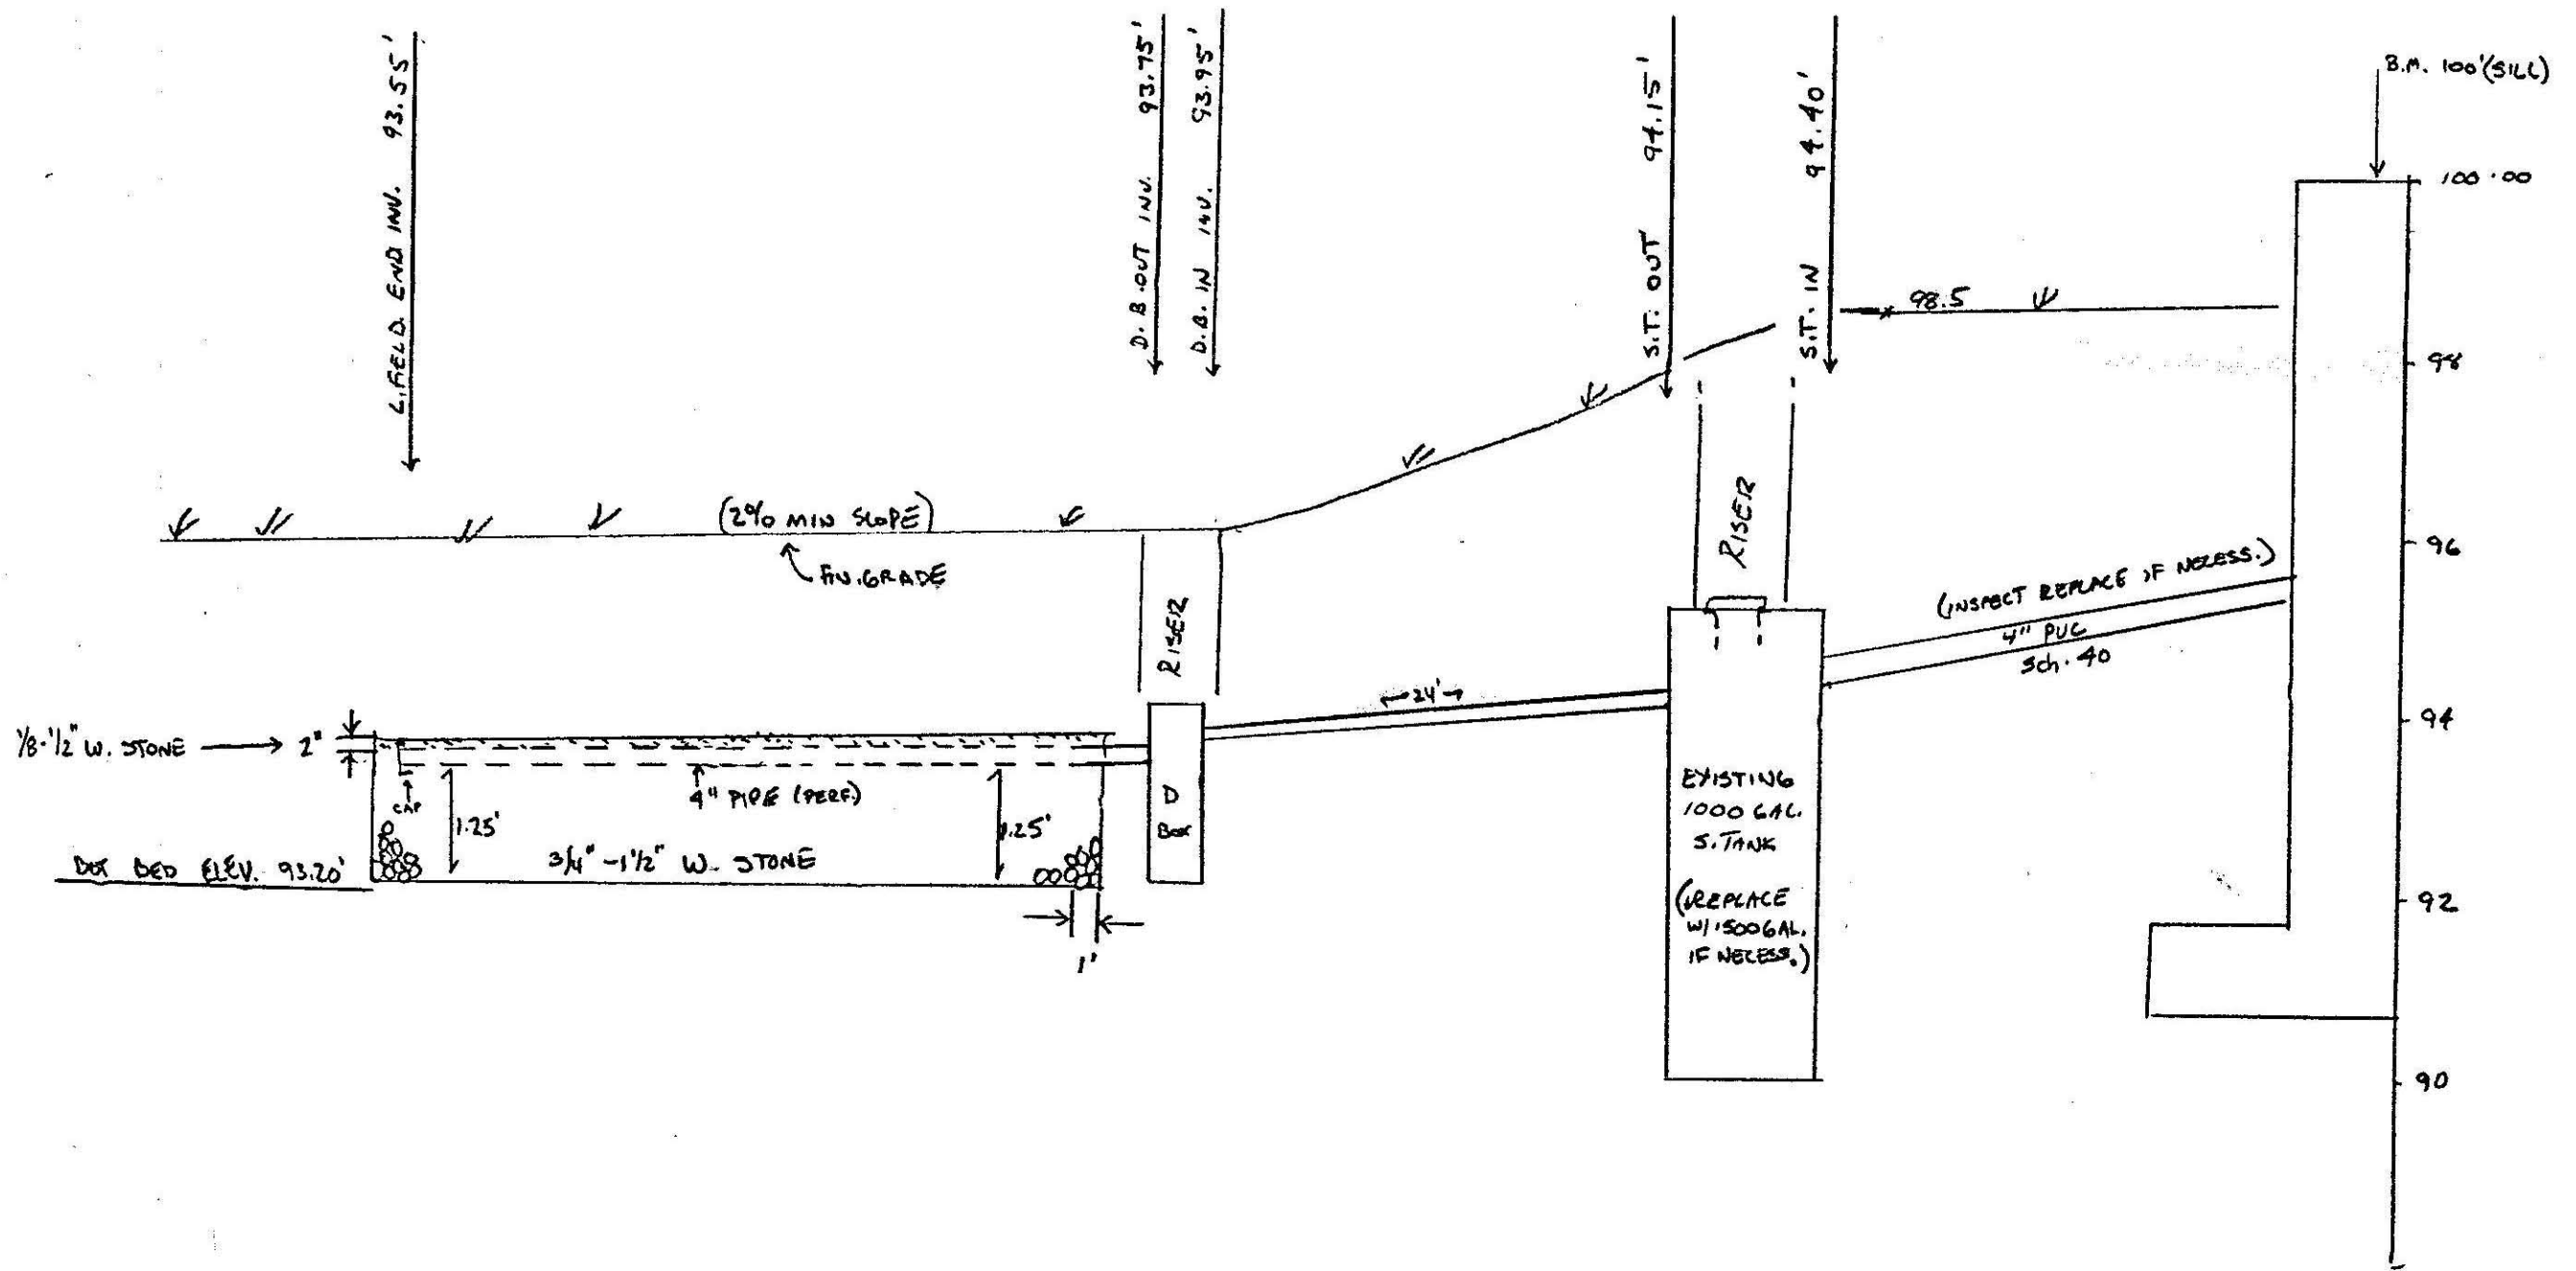 L.FIELD. END INV. 93.55'
D.B.OUT INV. 93.75'
D.B. IN INV. 93.95'
S.T. OUT 94.15'
S.T. IN 94.40'
B.M. 100'(SILL)
100.00
98.5
98
(2% MIN SLOPE)
FIN.GRADE
96
RISER
RISER
(INSPECT REPLACE IF NECESS.)
4" PVC
Sch. 40
24'
94
1/8-1/2" W. STONE
2"
CAP
4" PIPE (PERF.)
1.25'
1.25'
D
BOX
EXISTING
1000 GAL.
S.TANK
(REPLACE
W/1500GAL.
IF NECESS.)
BED ELEV. 93.20'
3/4" - 1 1/2" W. STONE
92
1'
90